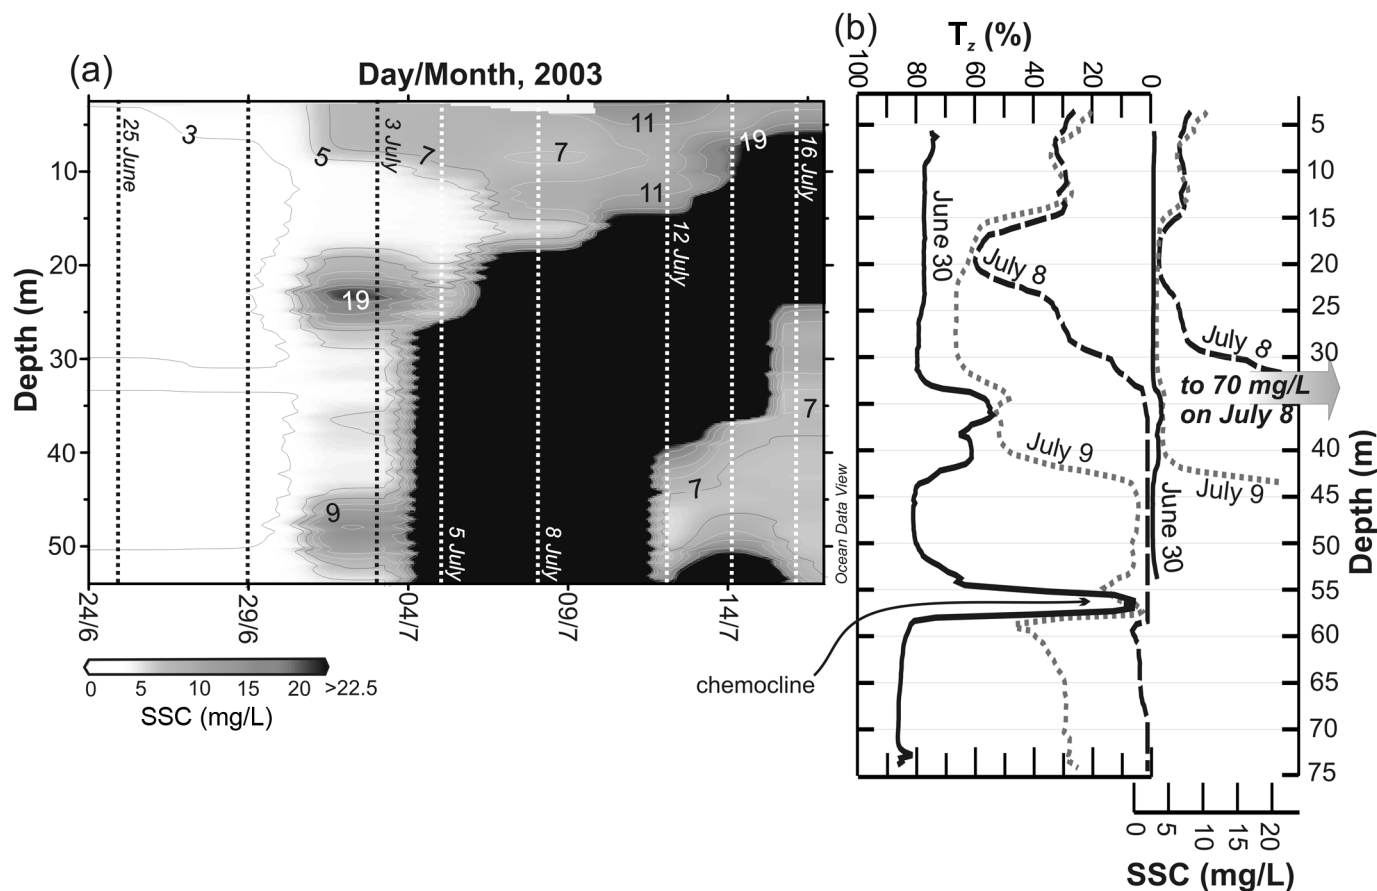 (a)
Day/Month, 2003
Depth (m)
10
20
30
40
50
24/6
29/6
04/7
09/7
14/7
25 June
3 July
5 July
8 July
12 July
16 July
3
5
7
7
11
11
19
19
9
7
7
0 5 10 15 20 >22.5
SSC (mg/L)
Ocean Data View
(b)
Tz (%)
100 80 60 40 20 0
June 30
July 8
July 9
July 8
to 70 mg/L
on July 8
July 9
June 30
chemocline
5
10
15
20
25
30
40
45
50
55
60
65
70
75
Depth (m)
0 5 10 15 20
SSC (mg/L)